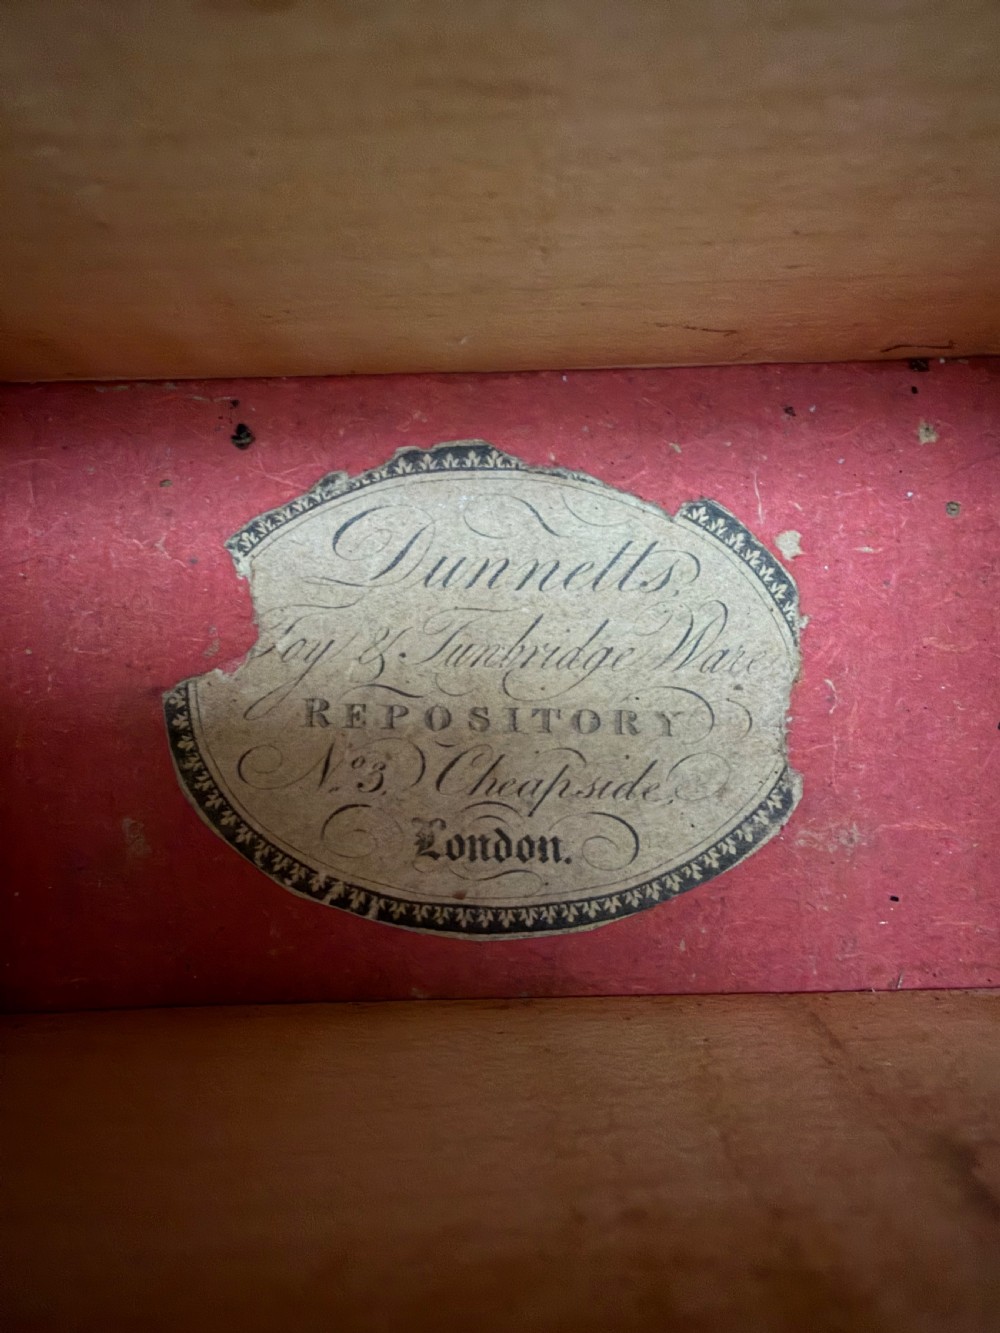 Dunnetts,
Toy & Tunbridge Ware
REPOSITORY
No. 3, Cheapside,
London.